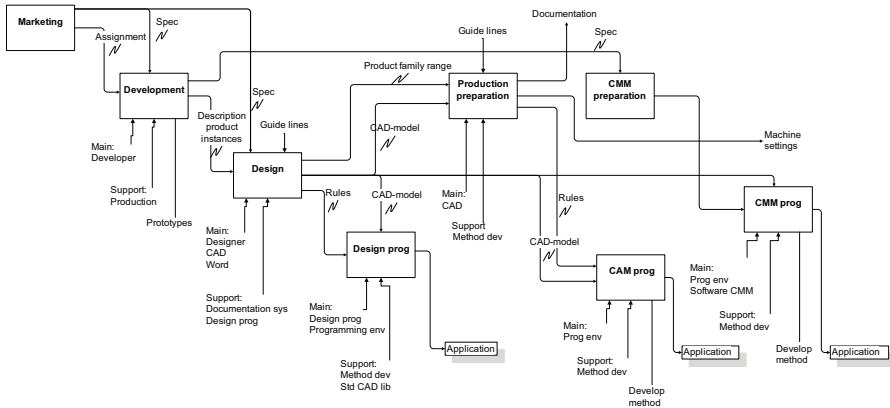 Marketing
Assignment
Spec
Development
Main:
Developer
Support:
Production
Prototypes
Description
product
instances
Spec
Guide lines
Design
Main:
Designer
CAD
Word
Support:
Documentation sys
Design prog
Product family range
CAD-model
CAD-model
Rules
Design prog
Main:
Design prog
Programming env
Support:
Method dev
Std CAD lib
Application
Guide lines
Documentation
Production
preparation
Main:
CAD
Support
Method dev
Spec
CMM
preparation
Machine
settings
Rules
CAD-model
CAM prog
Main:
Prog env
Support:
Method dev
Develop
method
Application
CMM prog
Main:
Prog env
Software CMM
Support:
Method dev
Develop
method
Application